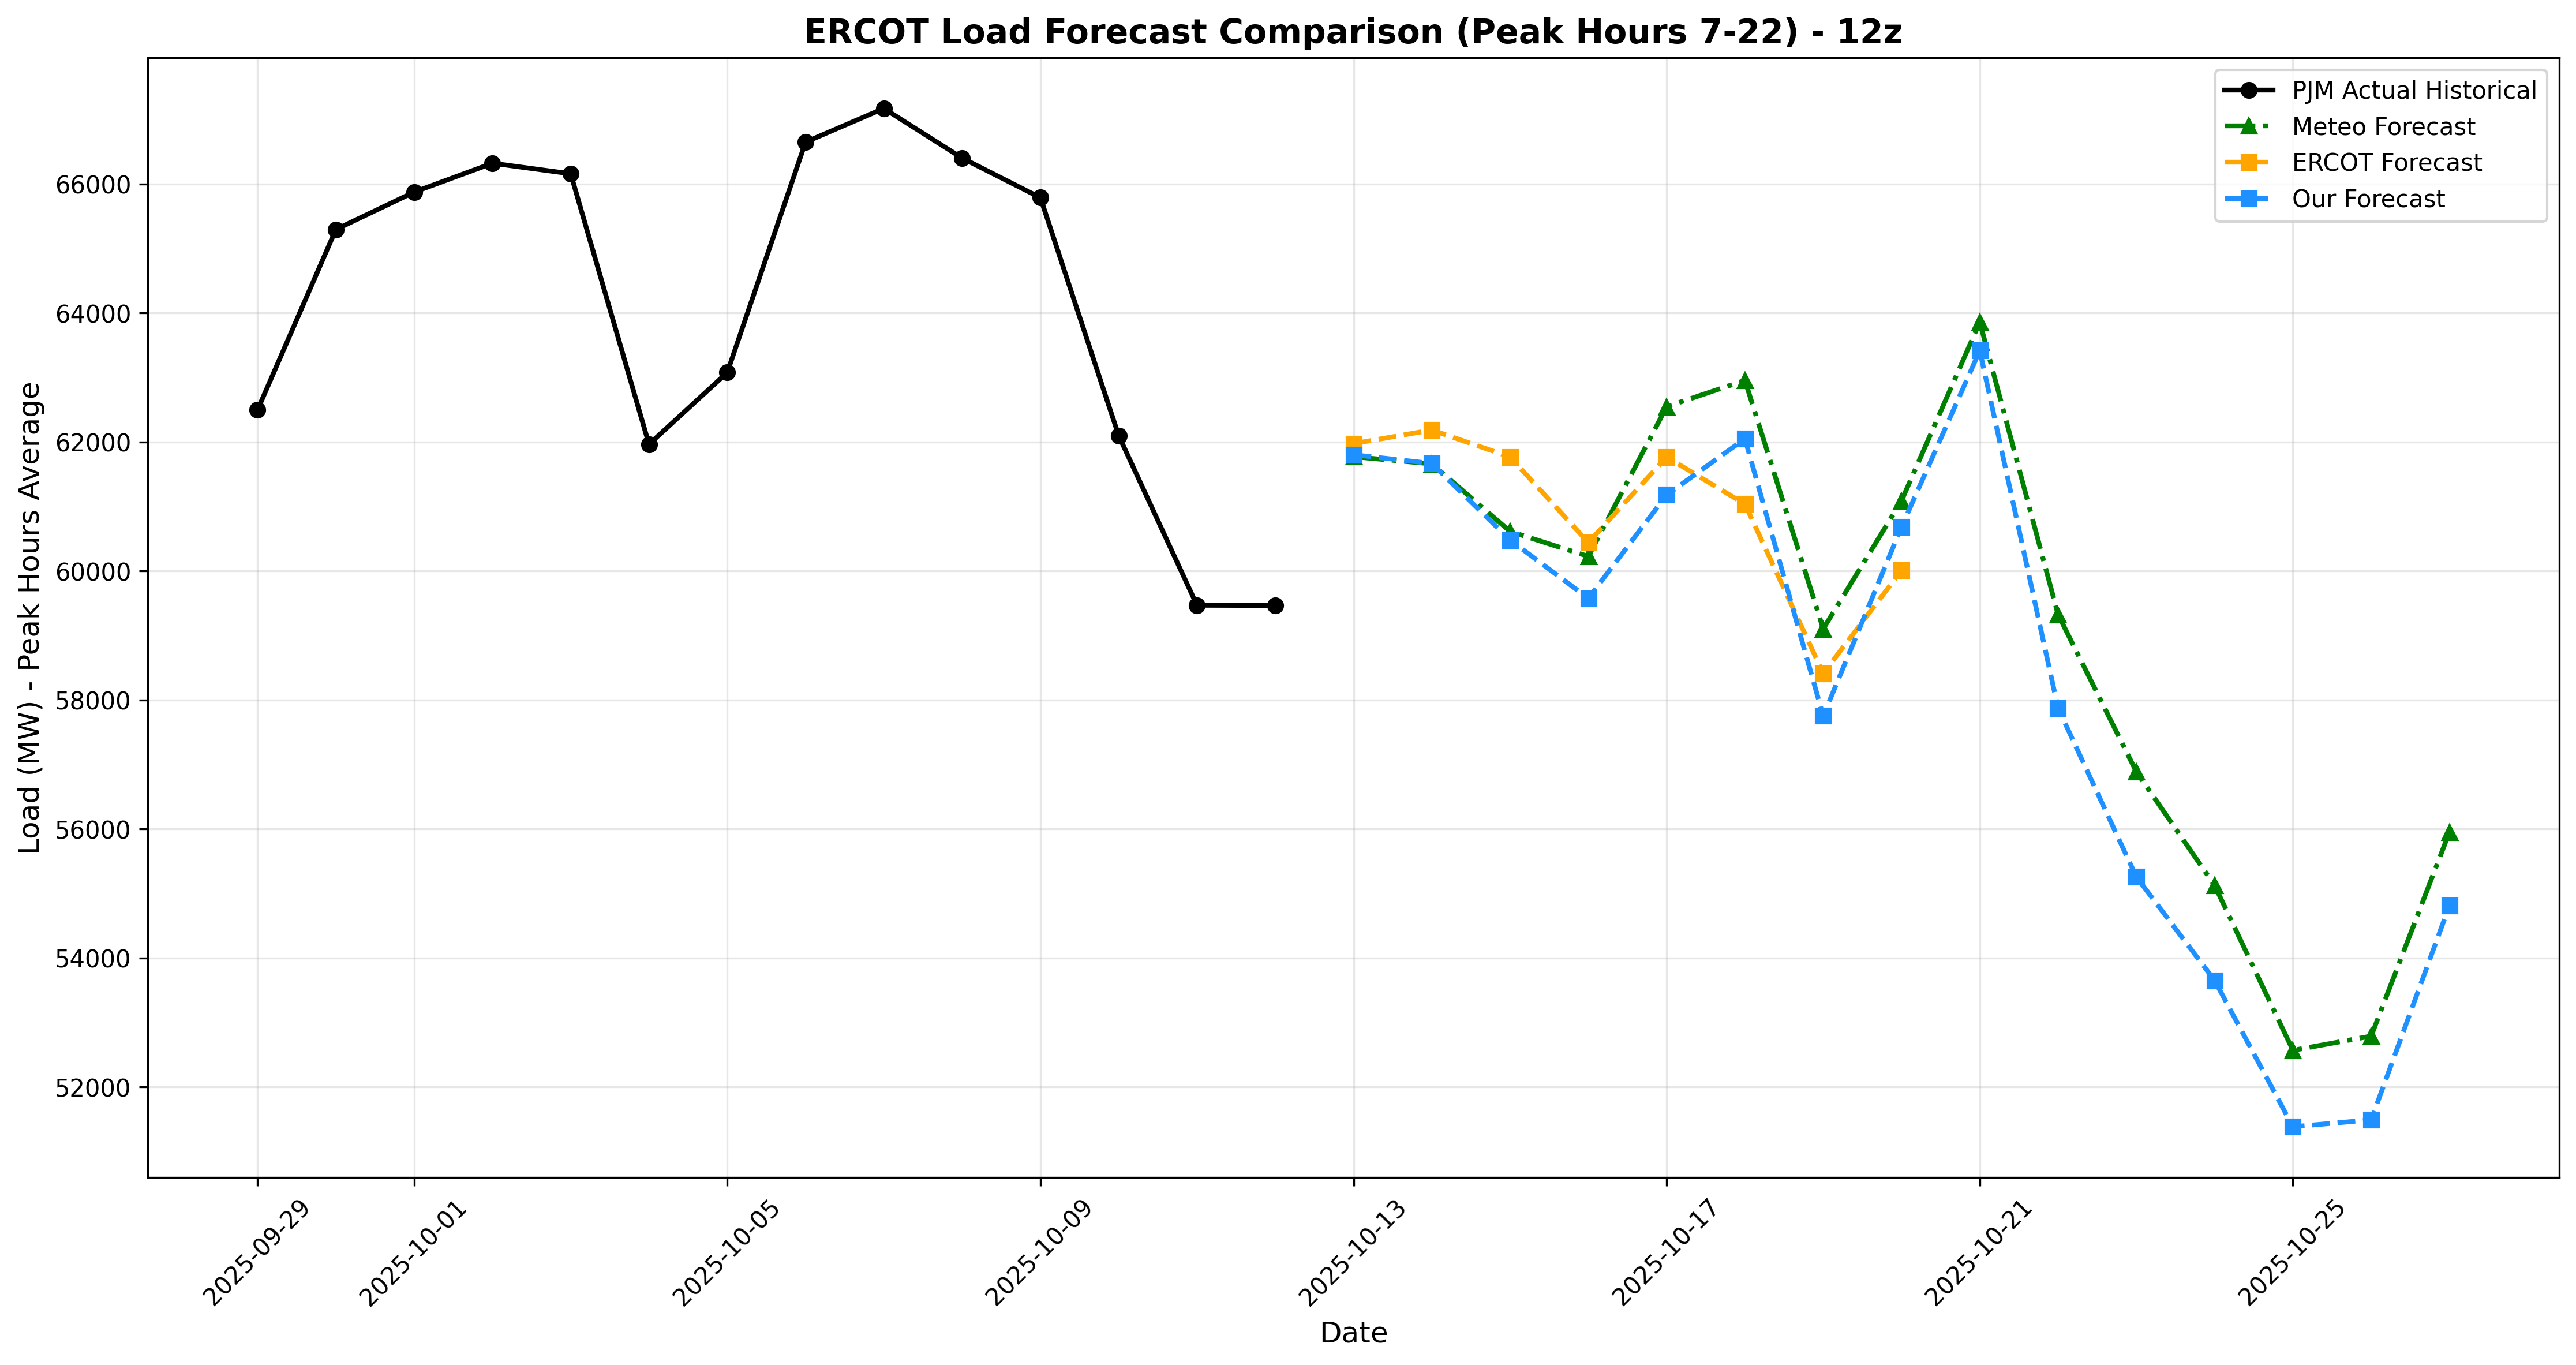 ERCOT Load Forecast Comparison (Peak Hours 7-22) - 12z
PJM Actual Historical
Meteo Forecast
ERCOT Forecast
Our Forecast
Load (MW) - Peak Hours Average
66000
64000
62000
60000
58000
56000
54000
52000
2025-09-29
2025-10-01
2025-10-05
2025-10-09
2025-10-13
2025-10-17
2025-10-21
2025-10-25
Date